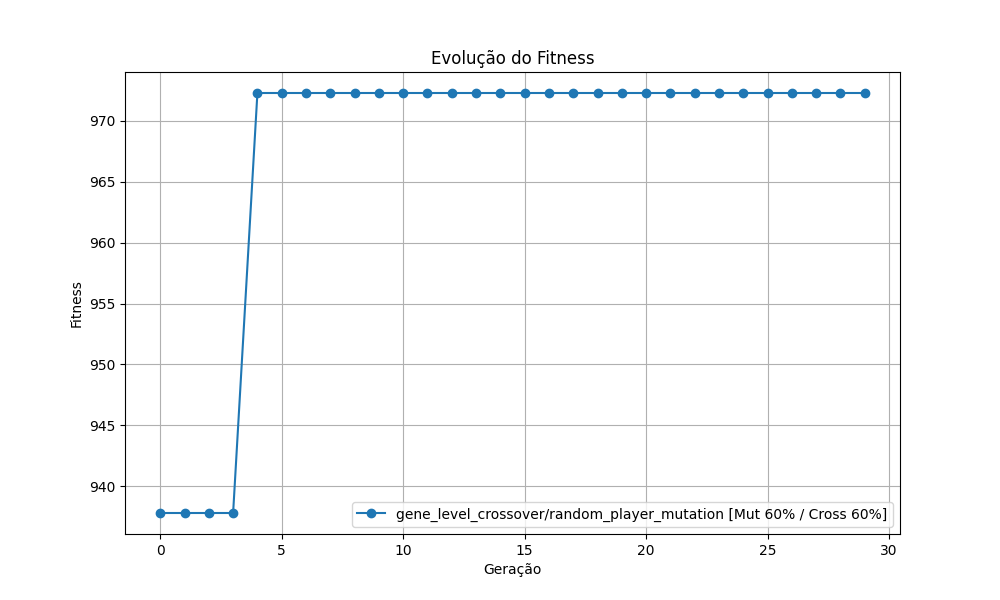 Evolução do Fitness
Fitness
970
965
960
955
950
945
940
gene_level_crossover/random_player_mutation [Mut 60% / Cross 60%]
0 5 10 15 20 25 30
Geração